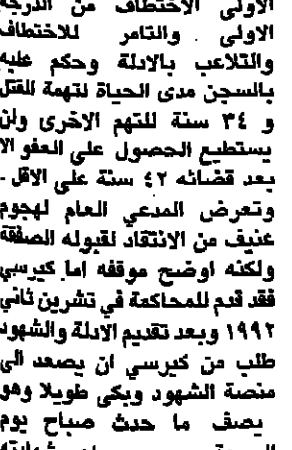 الاولى الاختطاف من الدرجة
الاولى . والتامر للاختطاف
والتلاعب بالادلة وحكم عليه
بالسجن مدى الحياة لتهمة القتل
و ٣٤ سنة للتهم الاخرى ولن
يستطيع الحصول على العفو الا
بعد قضائه ٤٢ سنة على الاقل .
وتعرض المدعي العام لهجوم
عنيف من الانتقاد لقبوله الصفقة
ولكنه اوضح موقفه اما كيرسي
فقد قدم للمحاكمة في تشرين ثاني
١٩٩٢ وبعد تقديم الادلة والشهود
طلب من كيرسي ان يصعد الى
منصة الشهود وبكى طويلا وهو
يصف ما حدث صباح يوم